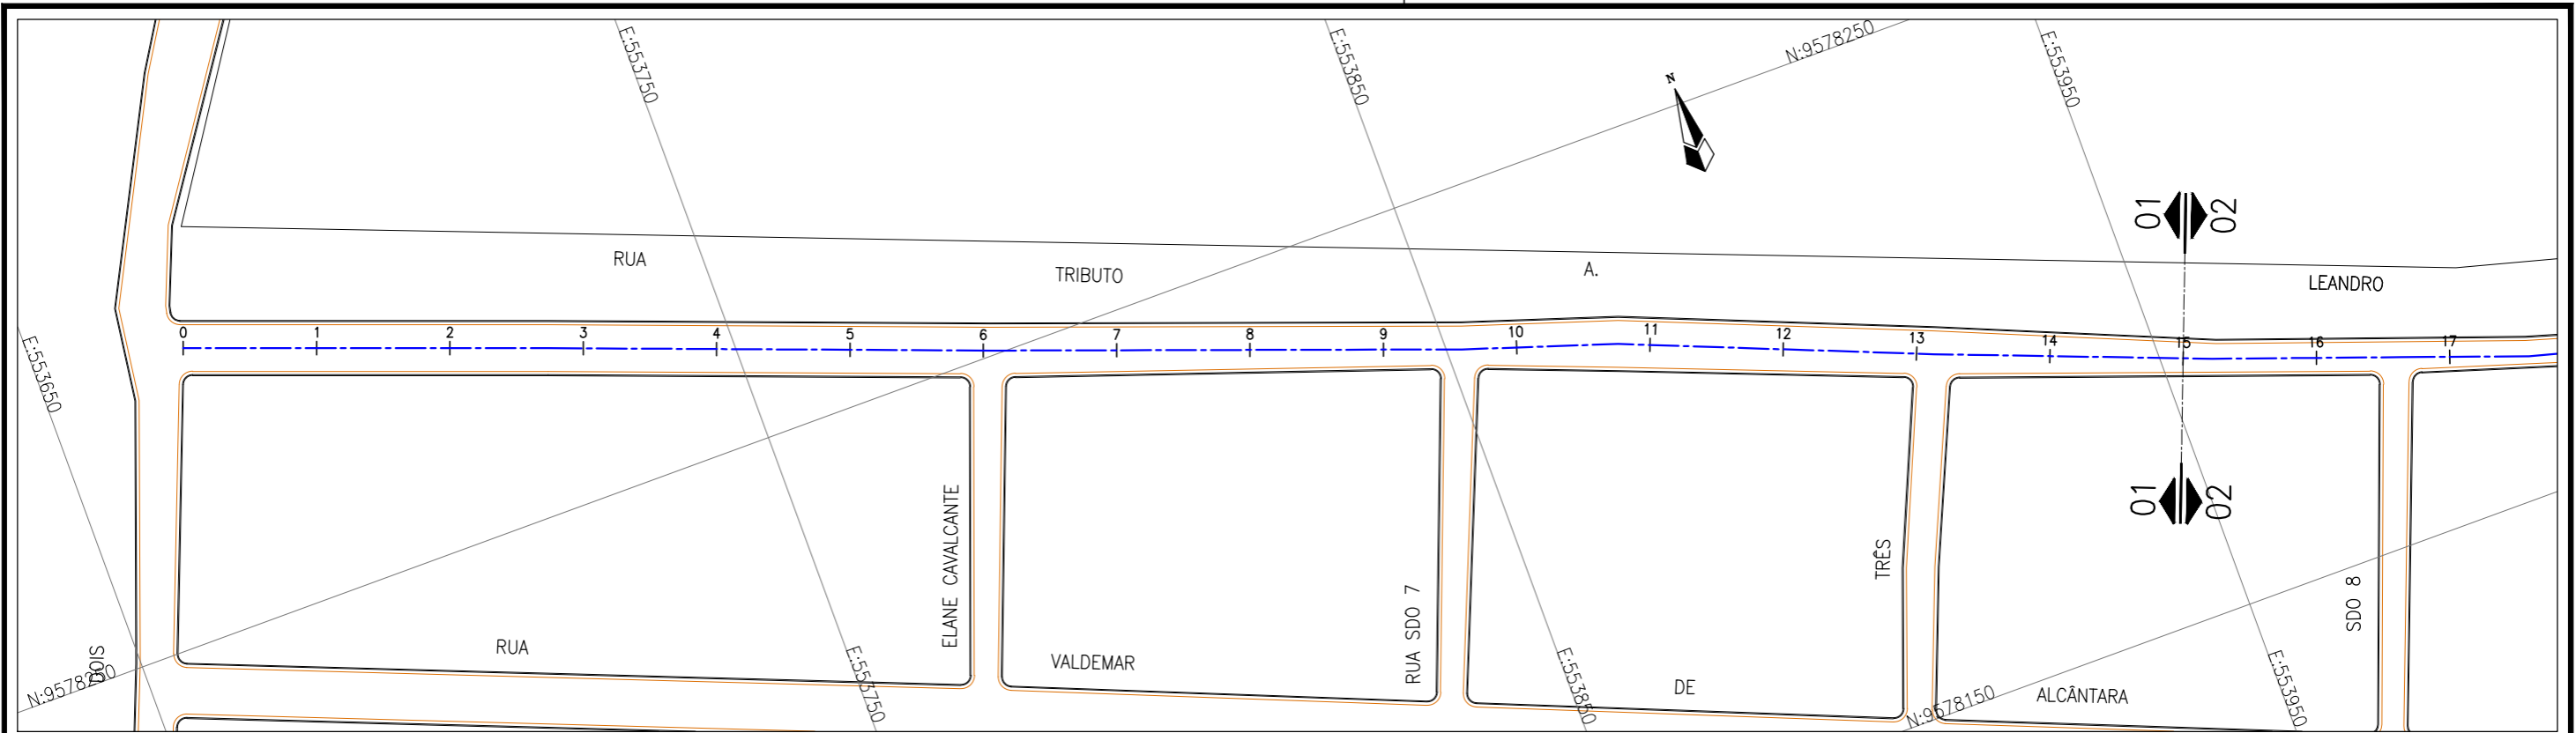 E:553750
E:553850
N:9578250
E:553950
N
01
02
RUA
TRIBUTO
A.
LEANDRO
0 1 2 3 4 5 6 7 8 9 10 11 12 13 14 15 16 17
E:553650
01
02
ELANE CAVALCANTE
RUA SDO 7
TRÊS
SDO 8
DOIS
RUA
VALDEMAR
DE
ALCÂNTARA
N:9578250
E:553750
E:553850
N:9578150
E:553950